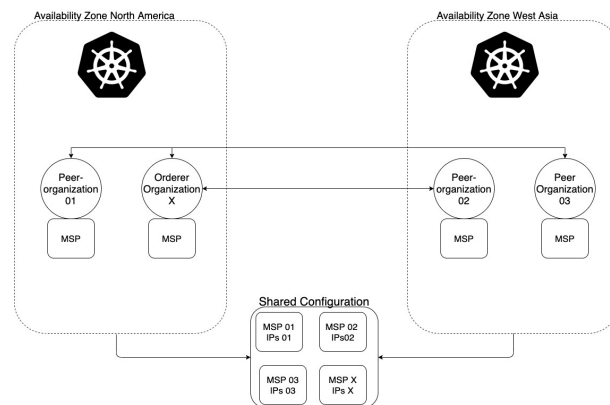 Availability Zone North America
Availability Zone West Asia
Peer-
organization
01
Orderer
Organization
X
Peer-
organization
02
Peer
Organization
03
MSP
MSP
MSP
MSP
Shared Configuration
MSP 01
IPs 01
MSP 02
IPs02
MSP 03
IPs 03
MSP X
IPs X